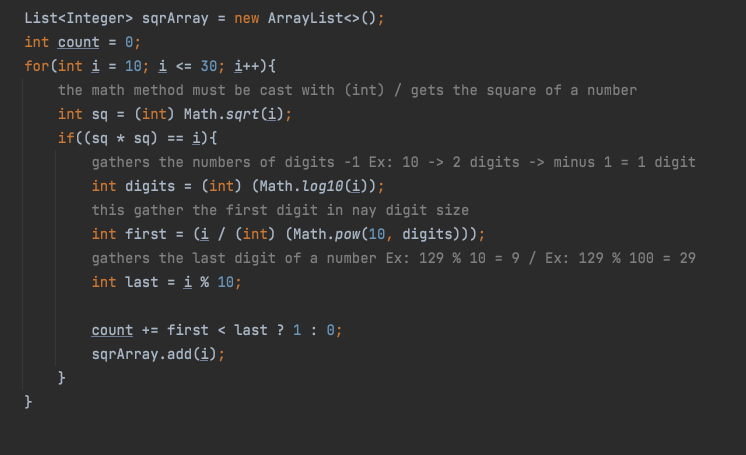 List<Integer> sqrArray = new ArrayList<>();
int count = 0;
for(int i = 10; i <= 30; i++){
the math method must be cast with (int) / gets the square of a number
int sq = (int) Math.sqrt(i);
if((sq * sq) == i){
gathers the numbers of digits -1 Ex: 10 -> 2 digits -> minus 1 = 1 digit
int digits = (int) (Math.log10(i));
this gather the first digit in nay digit size
int first = (i / (int) (Math.pow(10, digits)));
gathers the last digit of a number Ex: 129 % 10 = 9 / Ex: 129 % 100 = 29
int last = i % 10;
count += first < last ? 1 : 0;
sqrArray.add(i);
}
}